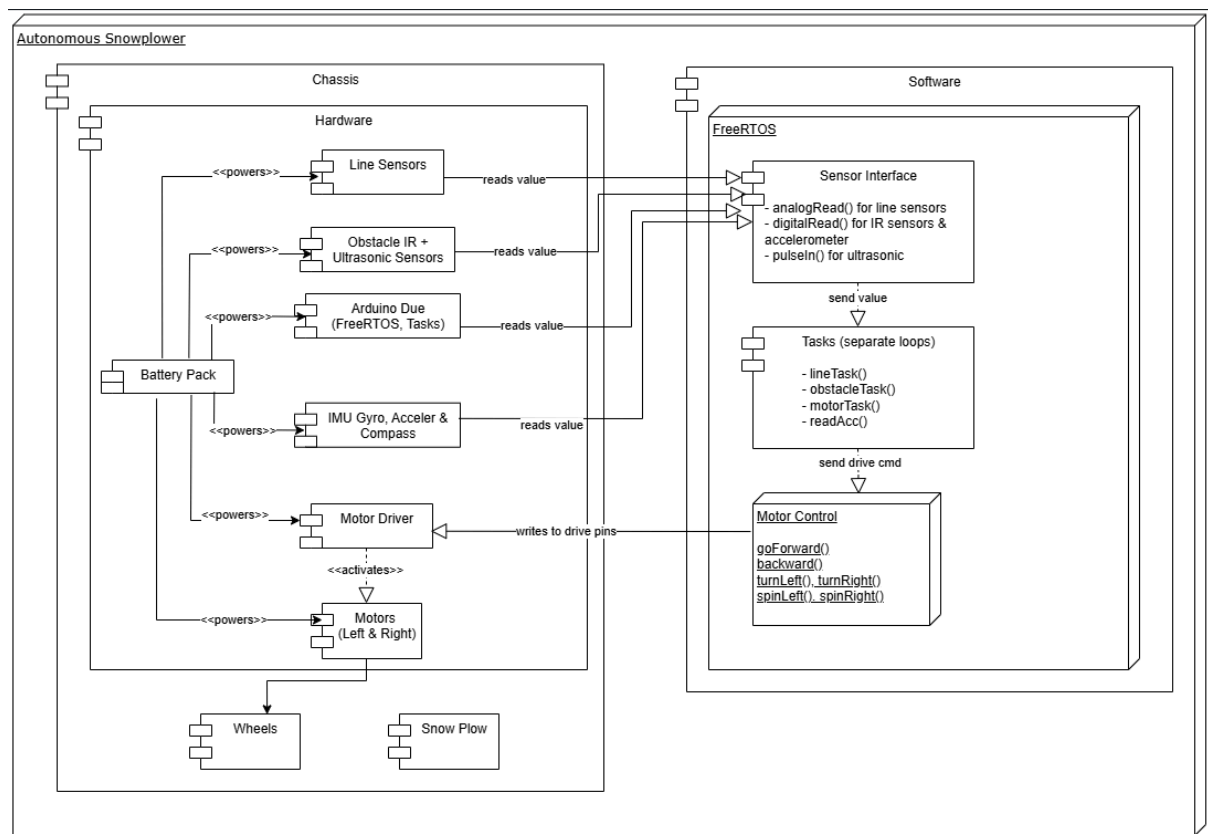 Autonomous Snowplower
Chassis
Hardware
Line Sensors
<<powers>>
reads value
Obstacle IR +
Ultrasonic Sensors
<<powers>>
reads value
Arduino Due
(FreeRTOS, Tasks)
<<powers>>
reads value
Battery Pack
IMU Gyro, Acceler &
Compass
<<powers>>
reads value
Motor Driver
<<powers>>
writes to drive pins
<<activates>>
Motors
(Left & Right)
<<powers>>
Wheels
Snow Plow
Software
FreeRTOS
Sensor Interface
- analogRead() for line sensors
- digitalRead() for IR sensors &
accelerometer
- pulseIn() for ultrasonic
send value
Tasks (separate loops)
- lineTask()
- obstacleTask()
- motorTask()
- readAcc()
send drive cmd
Motor Control
goForward()
backward()
turnLeft(), turnRight()
spinLeft(), spinRight()